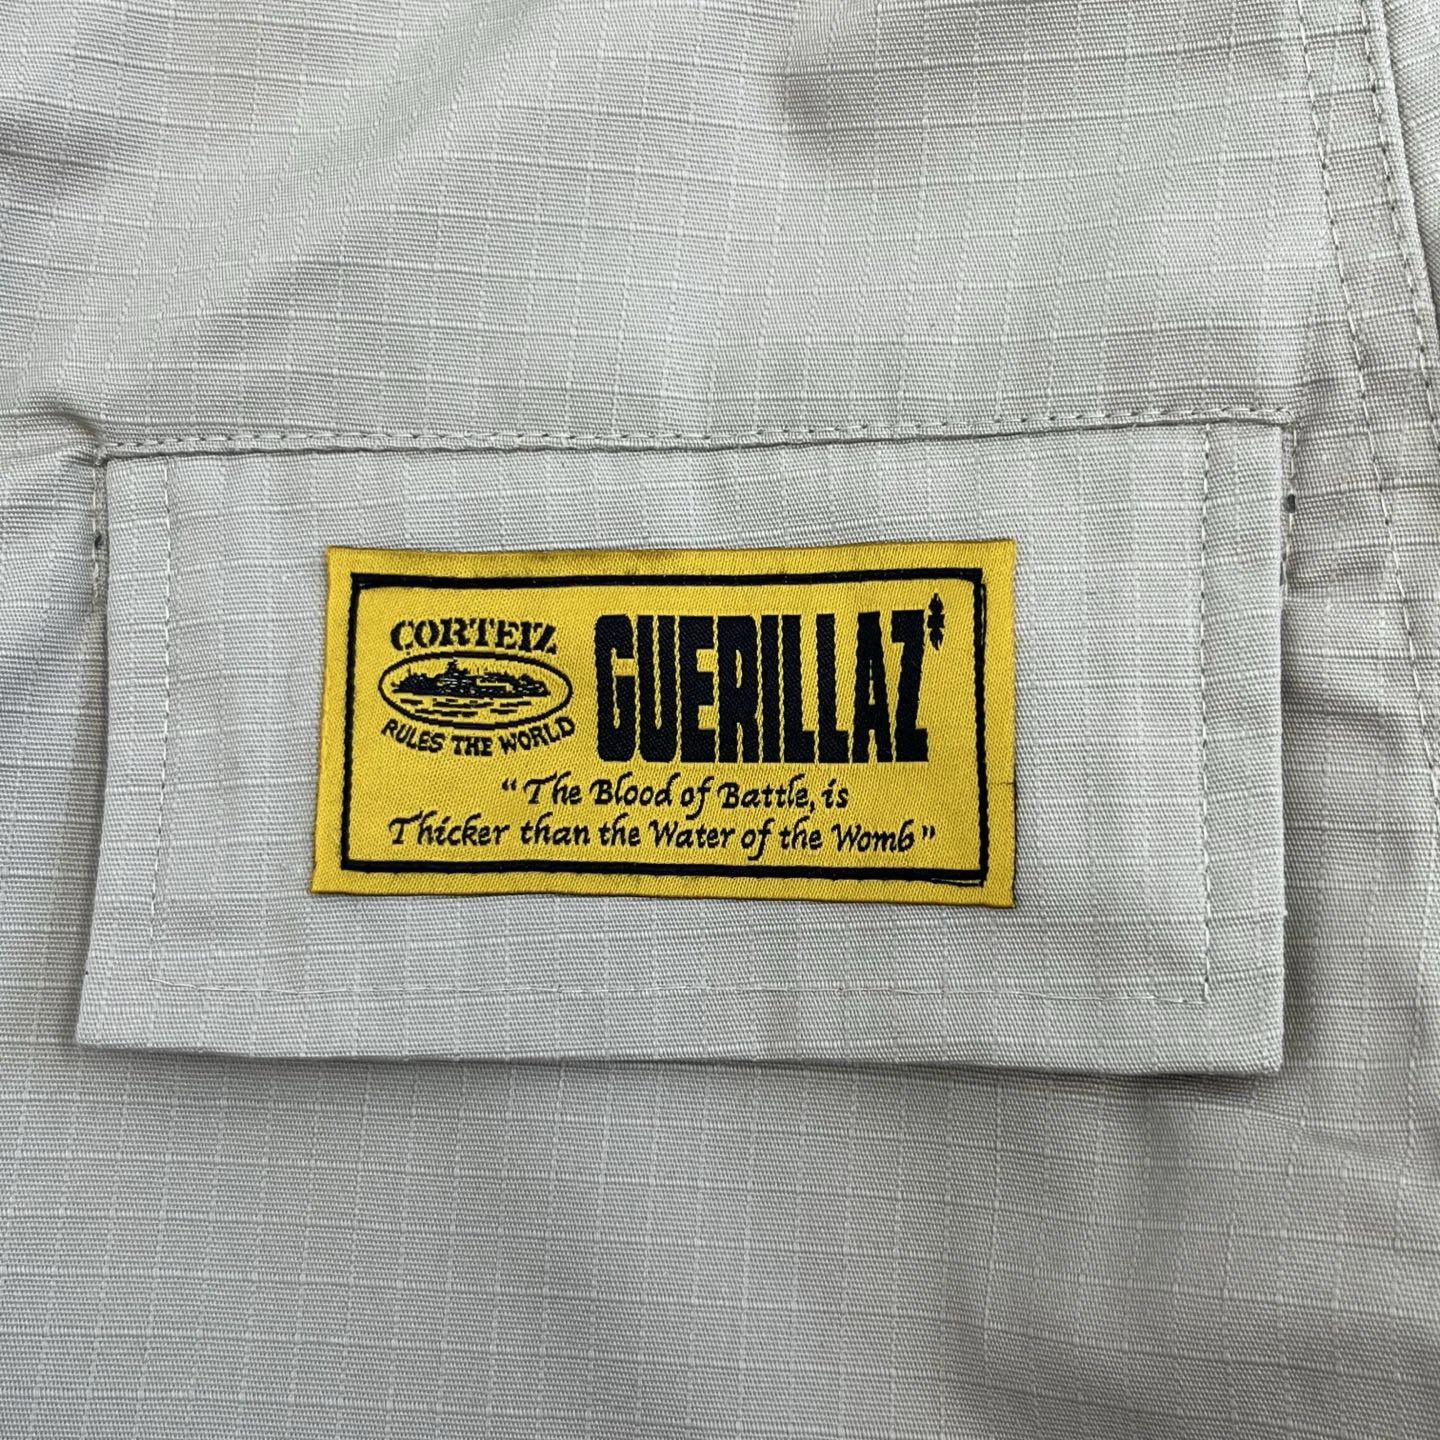 CORTEIZ
RULES THE WORLD
GUERILLAZ
“The Blood of Battle, is
Thicker than the Water of the Womb”